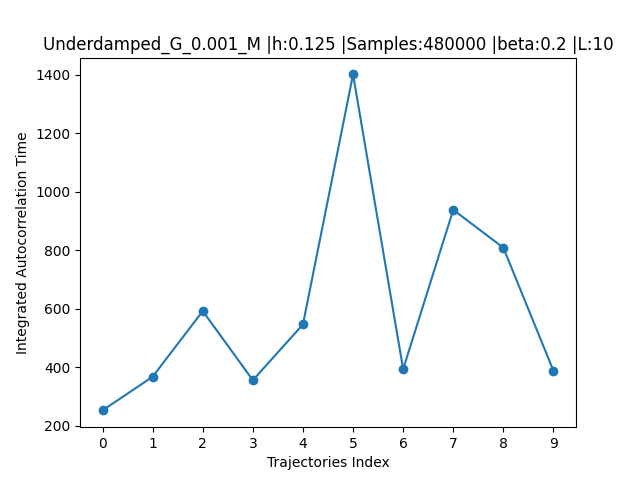 Underdamped_G_0.001_M |h:0.125 |Samples:480000 |beta:0.2 |L:10
1400
1200
1000
800
600
400
200
Integrated Autocorrelation Time
0 1 2 3 4 5 6 7 8 9
Trajectories Index